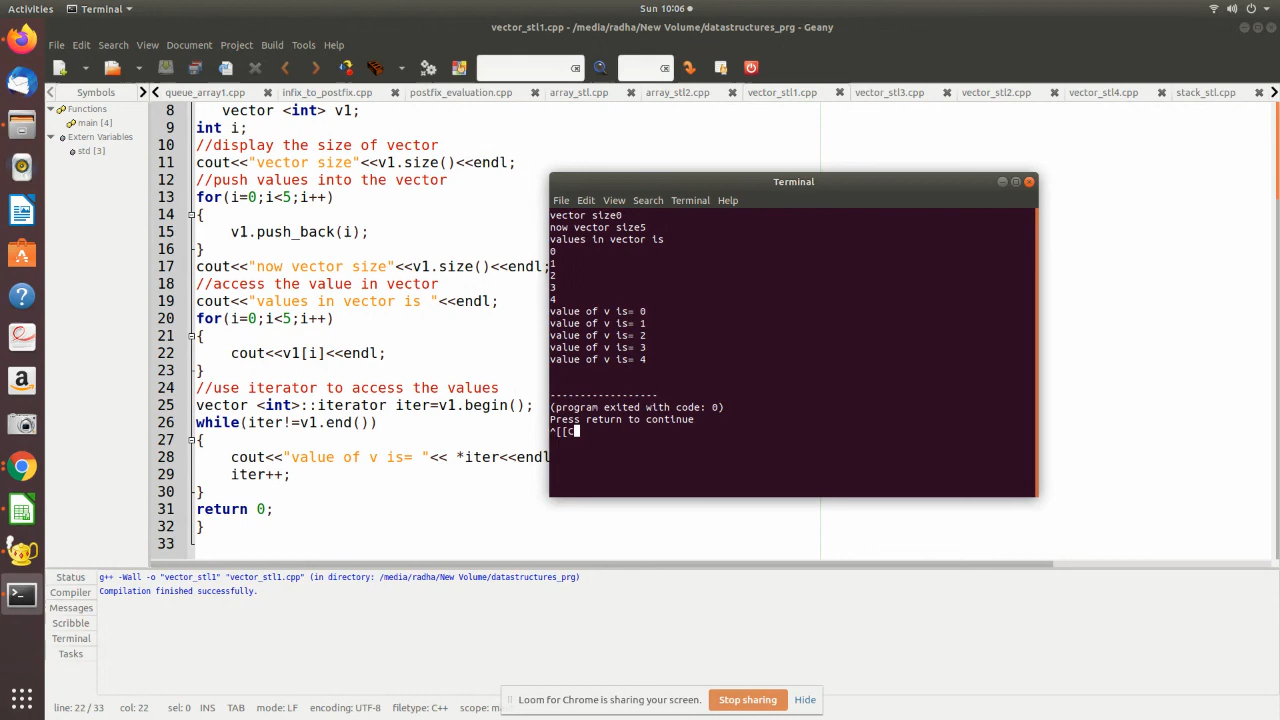 Activities
Terminal
Sun 10:06
vector_stl1.cpp - /media/radha/New Volume/datastructures_prg - Geany
File Edit Search View Document Project Build Tools Help
Symbols
queue_array1.cpp infix_to_postfix.cpp postfix_evaluation.cpp array_stl.cpp array_stl2.cpp vector_stl1.cpp vector_stl3.cpp vector_stl2.cpp vector_stl4.cpp stack_stl.cpp
Functions
main [4]
Extern Variables
std [3]
8 vector <int> v1;
9 int i;
10 //display the size of vector
11 cout<<"vector size"<<v1.size()<<endl;
12 //push values into the vector
13 for(i=0;i<5;i++)
14 {
15 v1.push_back(i);
16 }
17 cout<<"now vector size"<<v1.size()<<endl;
18 //access the value in vector
19 cout<<"values in vector is "<<endl;
20 for(i=0;i<5;i++)
21 {
22 cout<<v1[i]<<endl;
23 }
24 //use iterator to access the values
25 vector <int>::iterator iter=v1.begin();
26 while(iter!=v1.end())
27 {
28 cout<<"value of v is= "<< *iter<<endl
29 iter++;
30 }
31 return 0;
32 }
33
Terminal
File Edit View Search Terminal Help
vector size0
now vector size5
values in vector is
0
1
2
3
4
value of v is= 0
value of v is= 1
value of v is= 2
value of v is= 3
value of v is= 4
------------------
(program exited with code: 0)
Press return to continue
^[[C
Status
Compiler
Messages
Scribble
Terminal
Tasks
g++ -Wall -o "vector_stl1" "vector_stl1.cpp" (in directory: /media/radha/New Volume/datastructures_prg)
Compilation finished successfully.
Loom for Chrome is sharing your screen.
Stop sharing
Hide
line: 22 / 33 col: 22 sel: 0 INS TAB mode: LF encoding: UTF-8 filetype: C++ scope: m